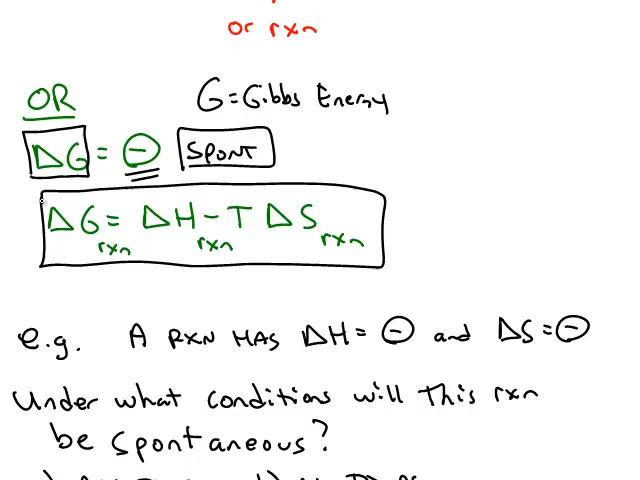 or rxn
OR G = Gibbs Energy
ΔG = ⊖ SPONT
ΔG rxn = ΔH rxn - T ΔS rxn
e.g. A RXN HAS ΔH = ⊖ and ΔS = ⊖
Under what conditions will this rxn
be spontaneous?